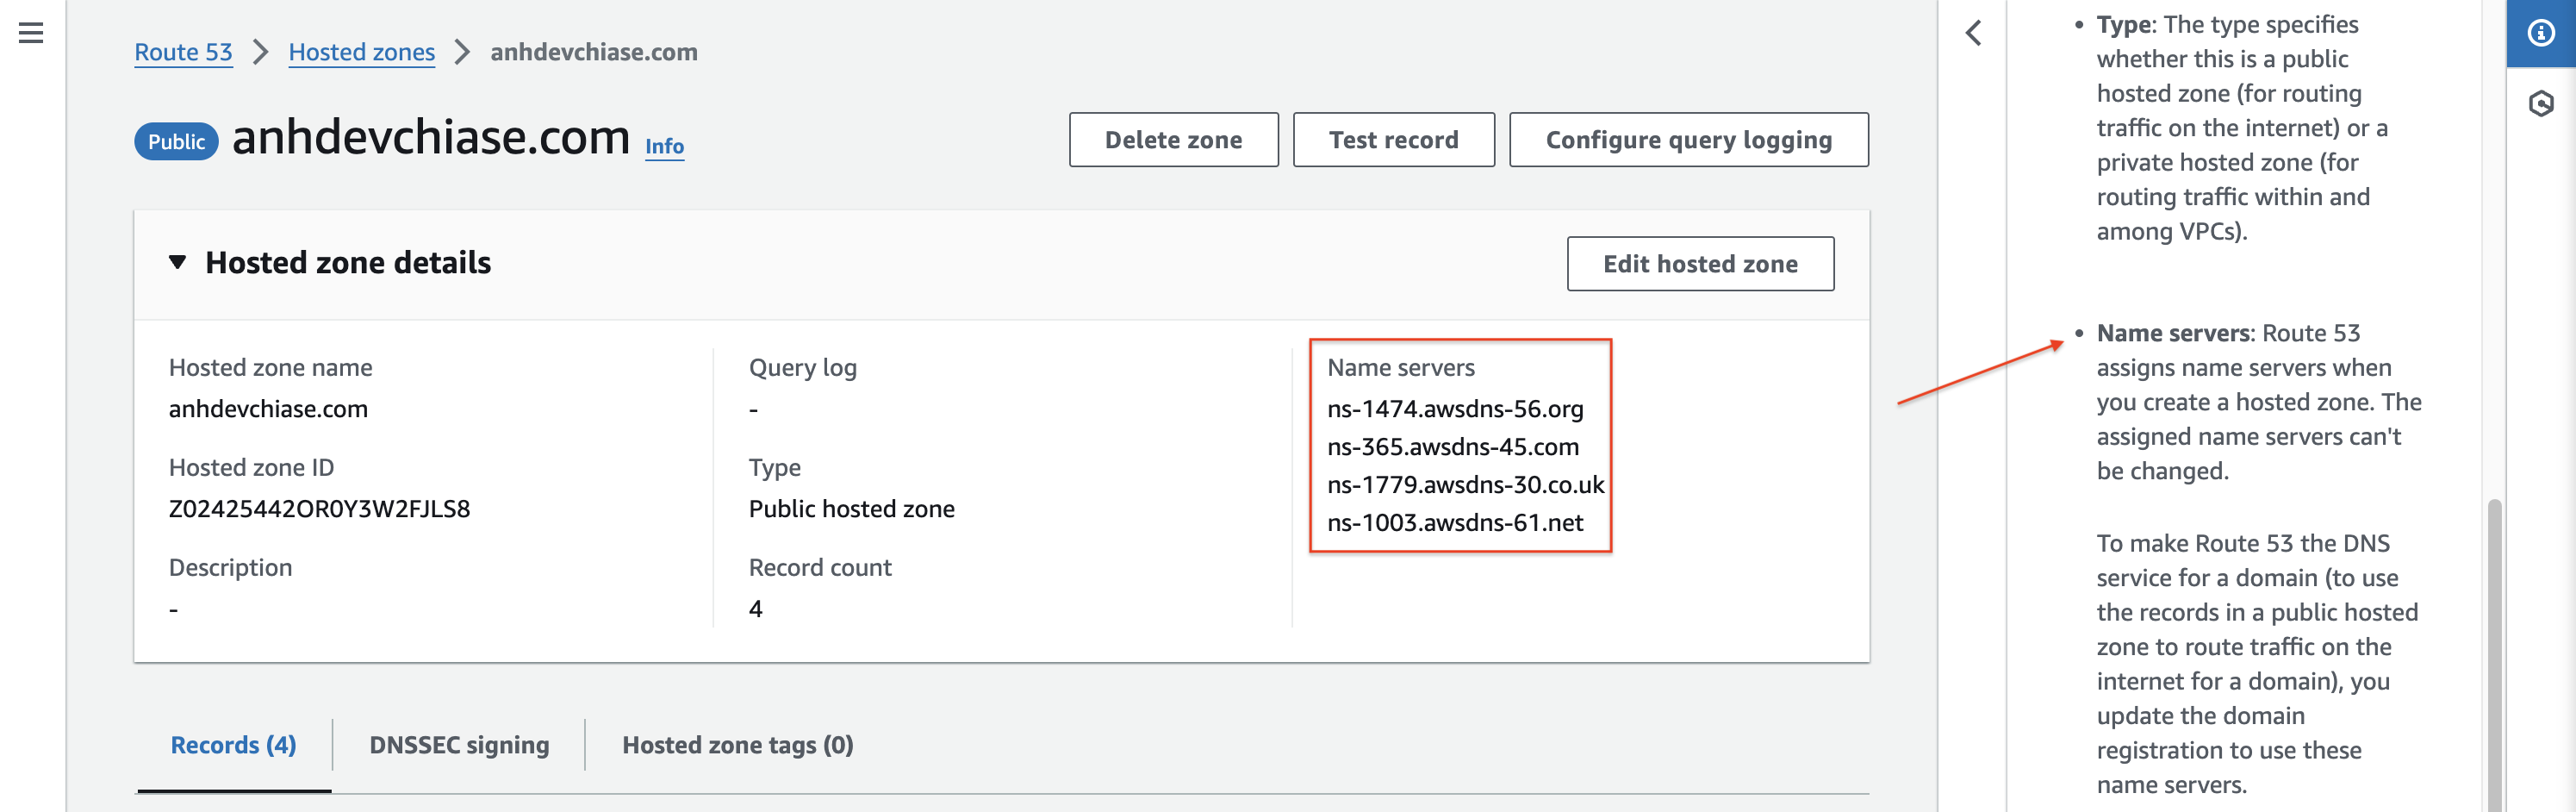 Route 53 > Hosted zones > anhdevchiase.com
Public anhdevchiase.com Info
Delete zone
Test record
Configure query logging
Hosted zone details
Edit hosted zone
Hosted zone name
anhdevchiase.com
Hosted zone ID
Z02425442OR0Y3W2FJLS8
Description
-
Query log
-
Type
Public hosted zone
Record count
4
Name servers
ns-1474.awsdns-56.org
ns-365.awsdns-45.com
ns-1779.awsdns-30.co.uk
ns-1003.awsdns-61.net
Records (4)
DNSSEC signing
Hosted zone tags (0)
• Type: The type specifies
whether this is a public
hosted zone (for routing
traffic on the internet) or a
private hosted zone (for
routing traffic within and
among VPCs).
• Name servers: Route 53
assigns name servers when
you create a hosted zone. The
assigned name servers can't
be changed.
To make Route 53 the DNS
service for a domain (to use
the records in a public hosted
zone to route traffic on the
internet for a domain), you
update the domain
registration to use these
name servers.